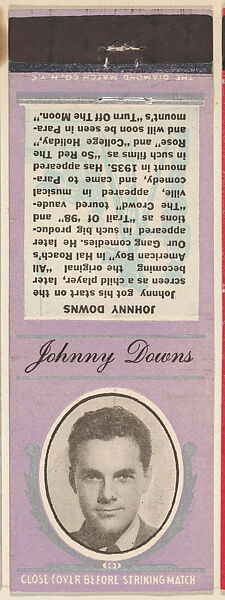 THE DIAMOND MATCH CO. N.Y.C.
JOHNNY DOWNS
Johnny got his start on the
screen as a child player, later
becoming the original "All
American Boy" in Hal Roach's
Our Gang Comedies. He later
appeared in such big produc-
tions as "Trail Of '98" and
"The Crowd" toured vaude-
ville, appeared in musical
comedy, and came to Para-
mount in 1935. Has appeared
in such films as "So Red The
Rose" and "College Holiday,"
and will soon be seen in Para-
mount's "Turn Off The Moon."
Johnny Downs
CLOSE COVER BEFORE STRIKING MATCH